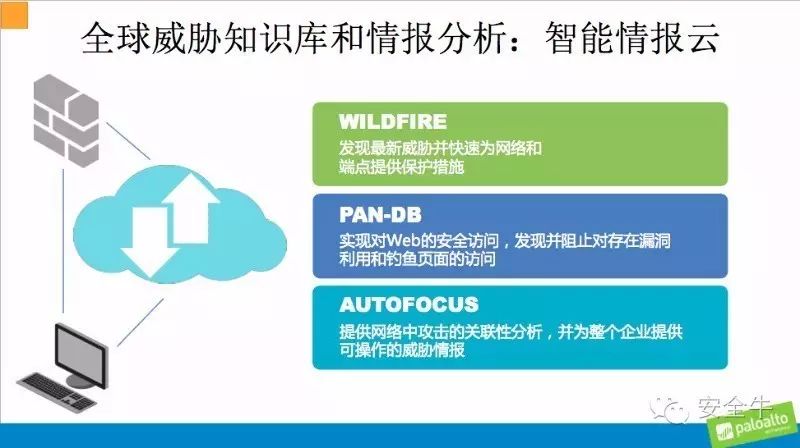 全球威胁知识库和情报分析：智能情报云
WILDFIRE
发现最新威胁并快速为网络和
端点提供保护措施
PAN-DB
实现对Web的安全访问，发现并阻止对存在漏洞
利用和钓鱼页面的访问
AUTOFOCUS
提供网络中攻击的关联性分析，并为整个企业提供
可操作的威胁情报
安全牛
paloalto